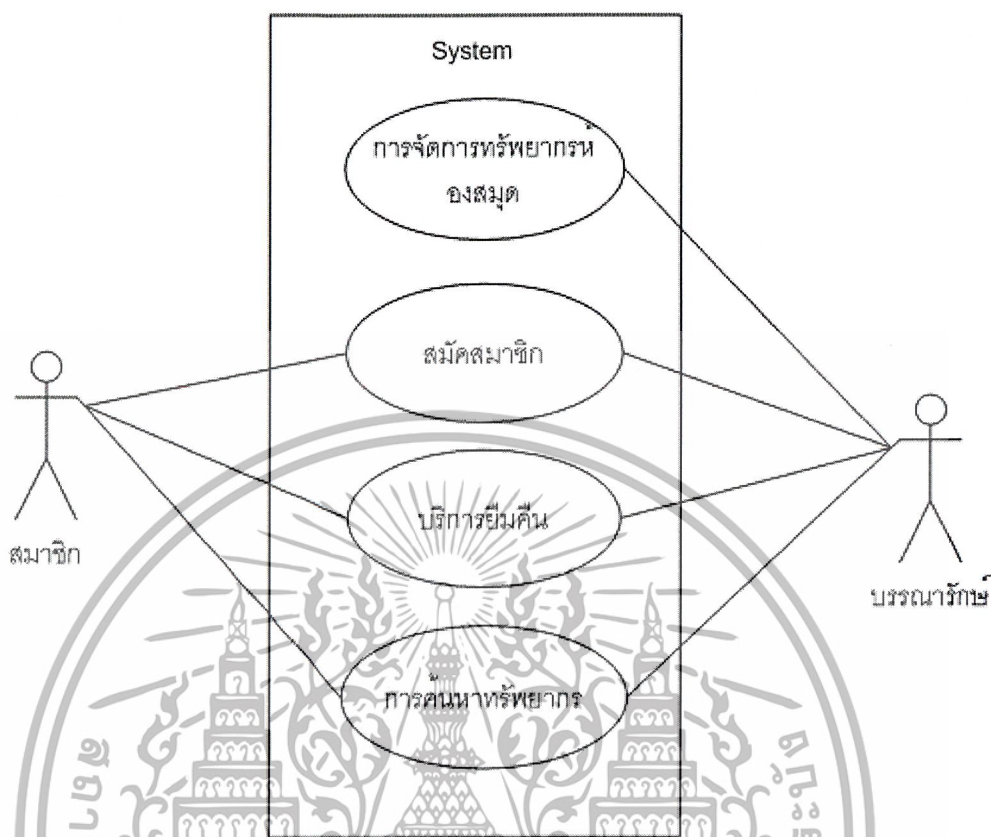 System
การจัดการทรัพยากรห้
องสมุด
สมัคสมาชิก
บริการยืมคืน
การค้นหาทรัพยากร
สมาชิก
บรรณารักษ์